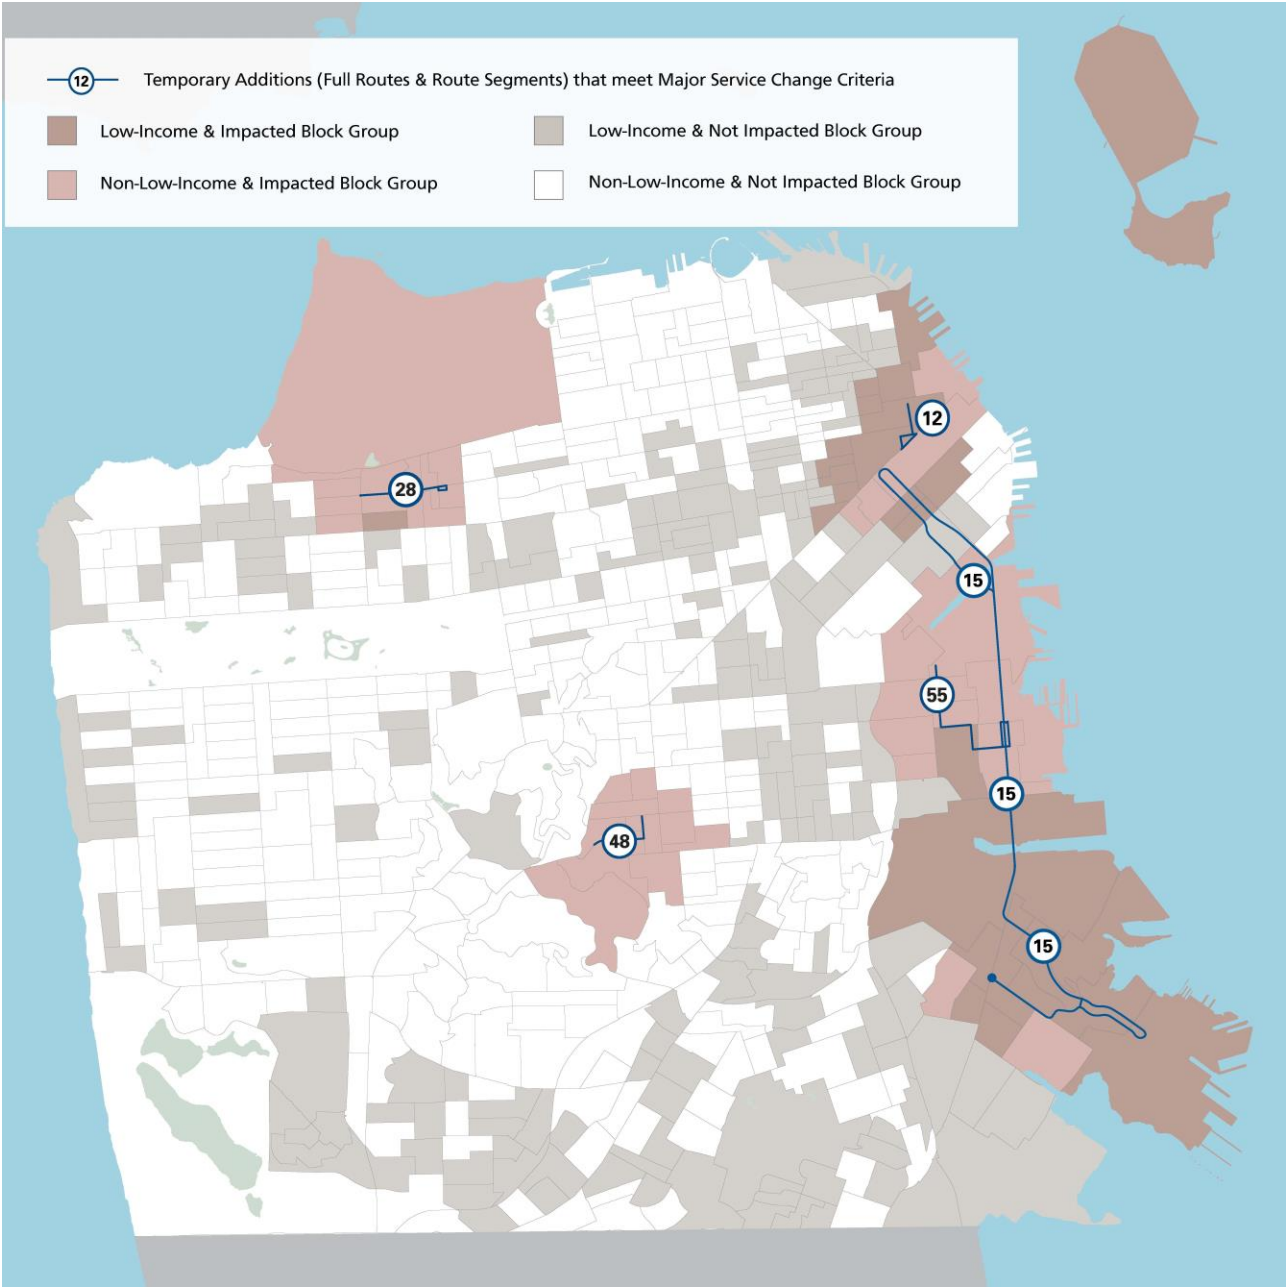 12 Temporary Additions (Full Routes & Route Segments) that meet Major Service Change Criteria
Low-Income & Impacted Block Group
Low-Income & Not Impacted Block Group
Non-Low-Income & Impacted Block Group
Non-Low-Income & Not Impacted Block Group
12
28
15
55
15
48
15